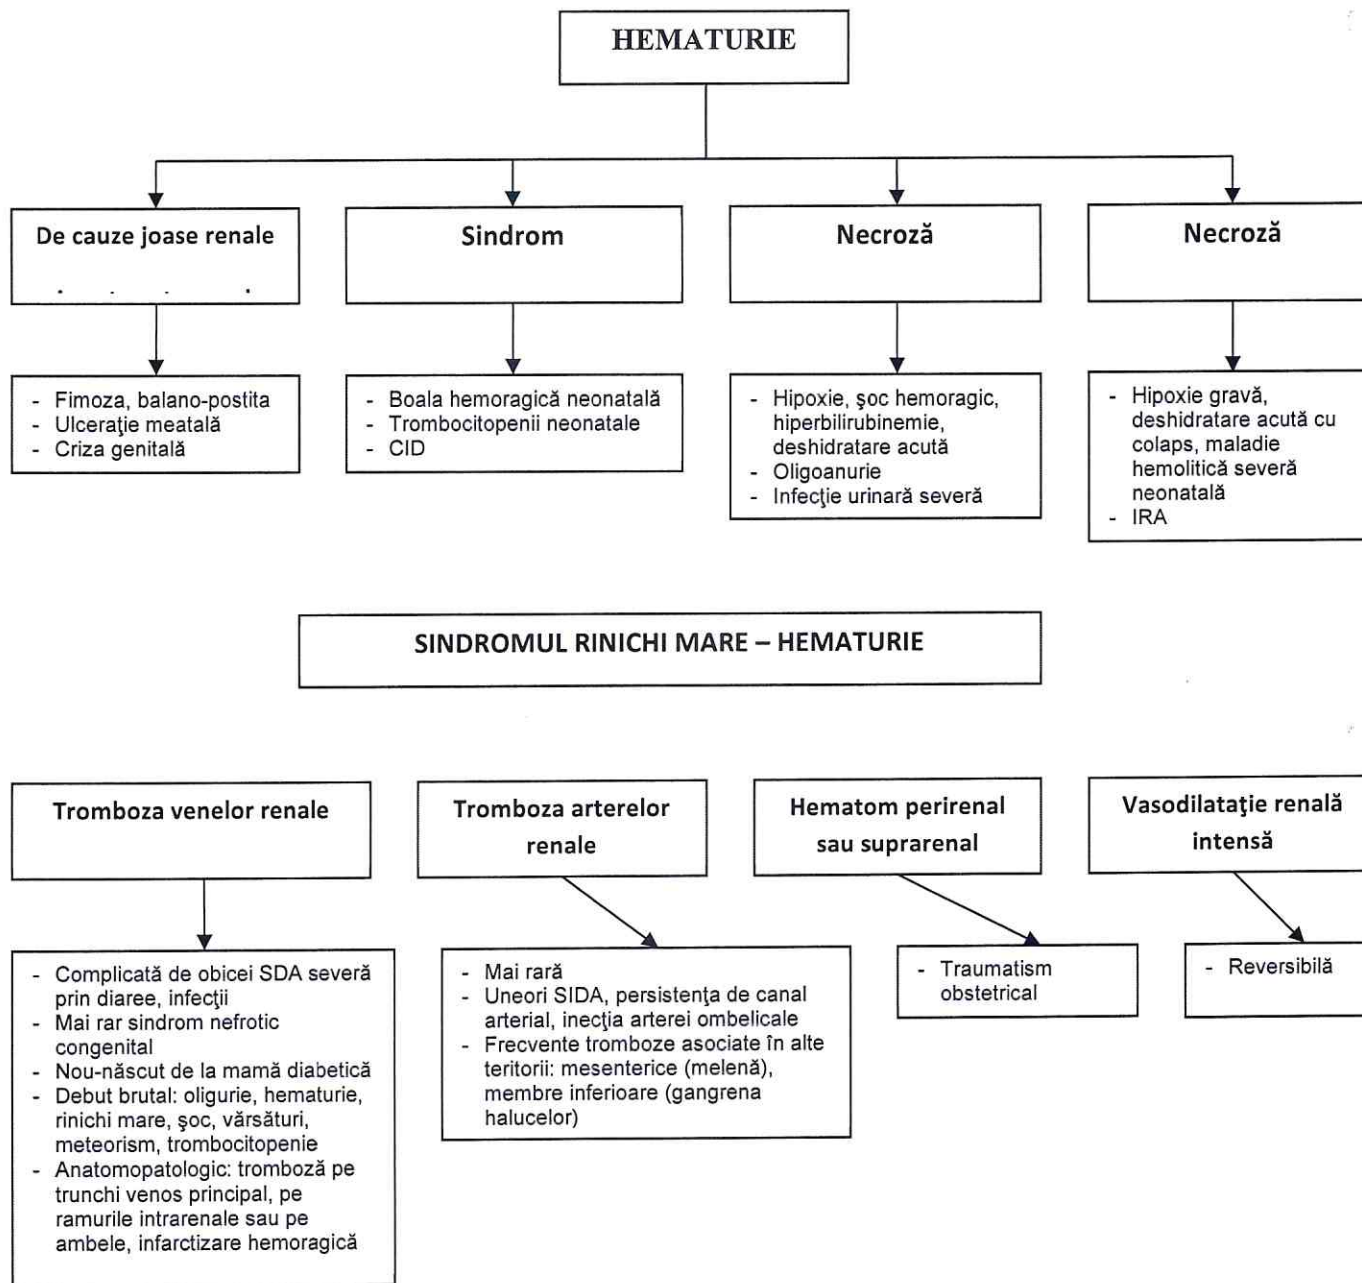 HEMATURIE
De cauze joase renale
Sindrom
Necroză
Necroză
- Fimoza, balano-postita
- Ulceraţie meatală
- Criza genitală
- Boala hemoragică neonatală
- Trombocitopenii neonatale
- CID
- Hipoxie, şoc hemoragic,
hiperbilirubinemie,
deshidratare acută
- Oligoanurie
- Infecţie urinară severă
- Hipoxie gravă,
deshidratare acută cu
colaps, maladie
hemolitică severă
neonatală
- IRA
SINDROMUL RINICHI MARE – HEMATURIE
Tromboza venelor renale
Tromboza arterelor
renale
Hematom perirenal
sau suprarenal
Vasodilataţie renală
intensă
- Complicată de obicei SDA severă
prin diaree, infecţii
- Mai rar sindrom nefrotic
congenital
- Nou-născut de la mamă diabetică
- Debut brutal: oligurie, hematurie,
rinichi mare, şoc, vărsături,
meteorism, trombocitopenie
- Anatomopatologic: tromboză pe
trunchi venos principal, pe
ramurile intrarenale sau pe
ambele, infarctizare hemoragică
- Mai rară
- Uneori SIDA, persistenţa de canal
arterial, inecţia arterei ombelicale
- Frecvente tromboze asociate în alte
teritorii: mesenterice (melenă),
membre inferioare (gangrena
halucelor)
- Traumatism
obstetrical
- Reversibilă